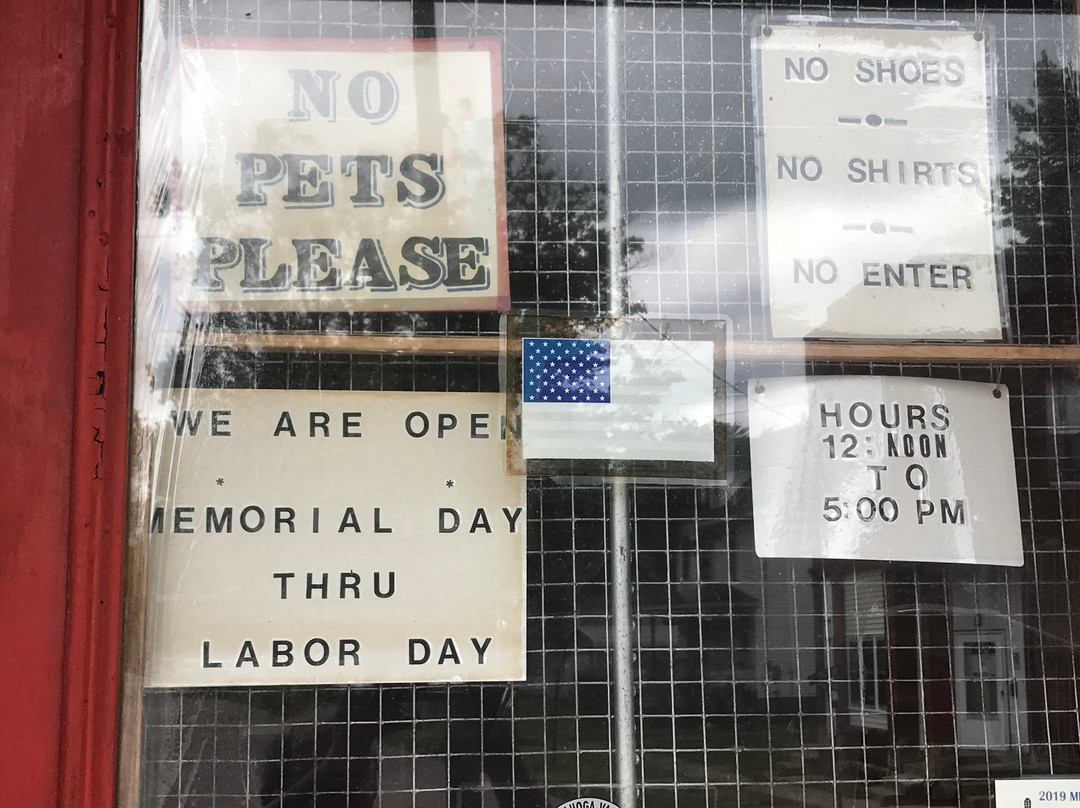 NO
PETS
PLEASE
NO SHOES
NO SHIRTS
NO ENTER
WE ARE OPEN
* *
MEMORIAL DAY
THRU
LABOR DAY
HOURS
12: NOON
TO
5:00 PM
2019